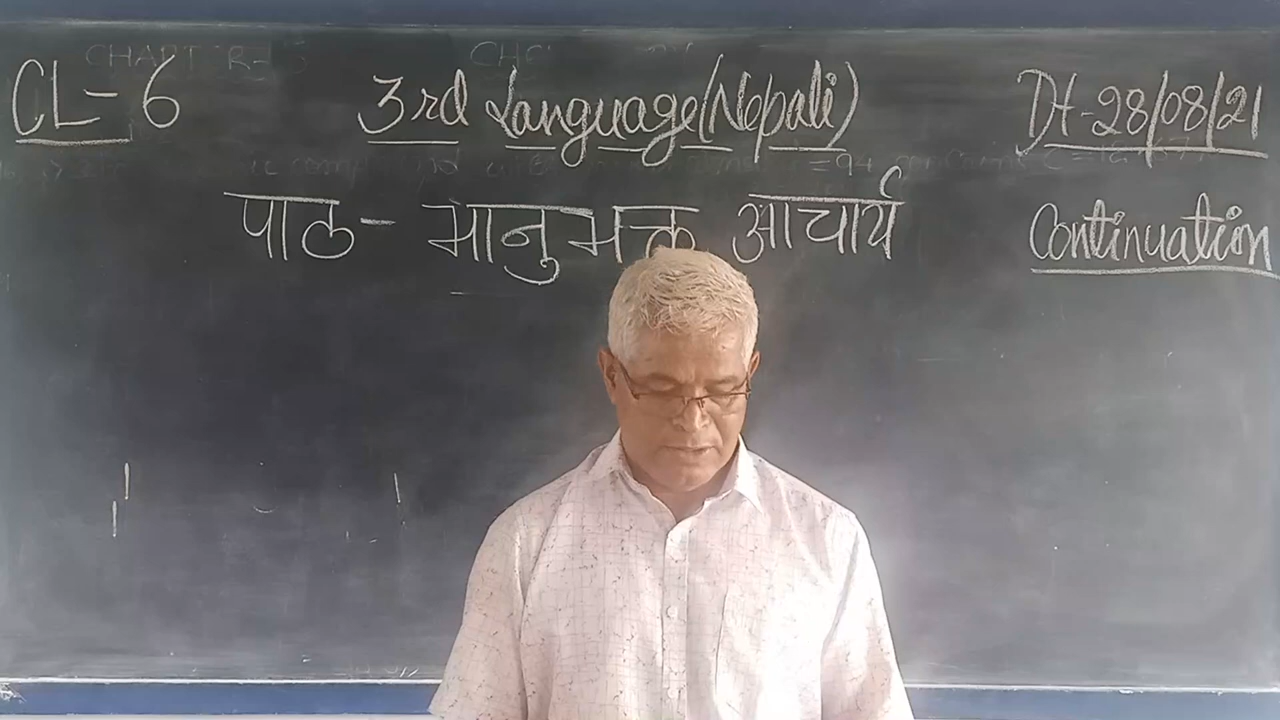 CL-6 3rd Language (Nepali) Dt-28/08/21
पाठ- भानुभक्त आचार्य Continuation